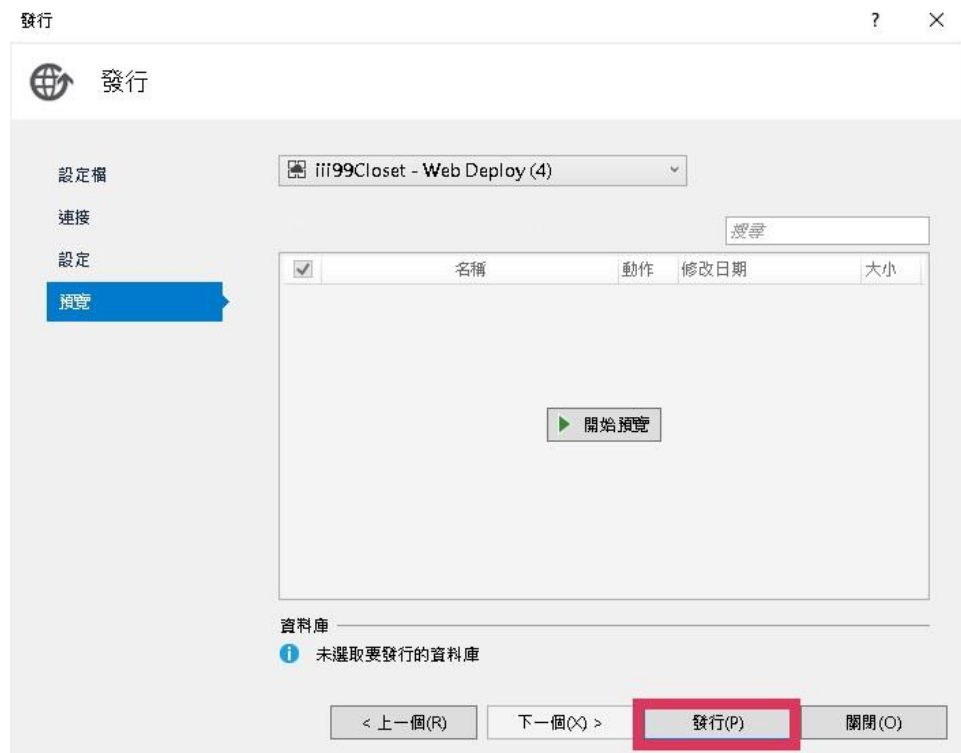 發行
?
發行
設定檔
連接
設定
預覽
iii99Closet - Web Deploy (4)
搜尋
名稱 動作 修改日期 大小
開始預覽
資料庫
未選取要發行的資料庫
< 上一個(R) 下一個(X) > 發行(P) 關閉(O)